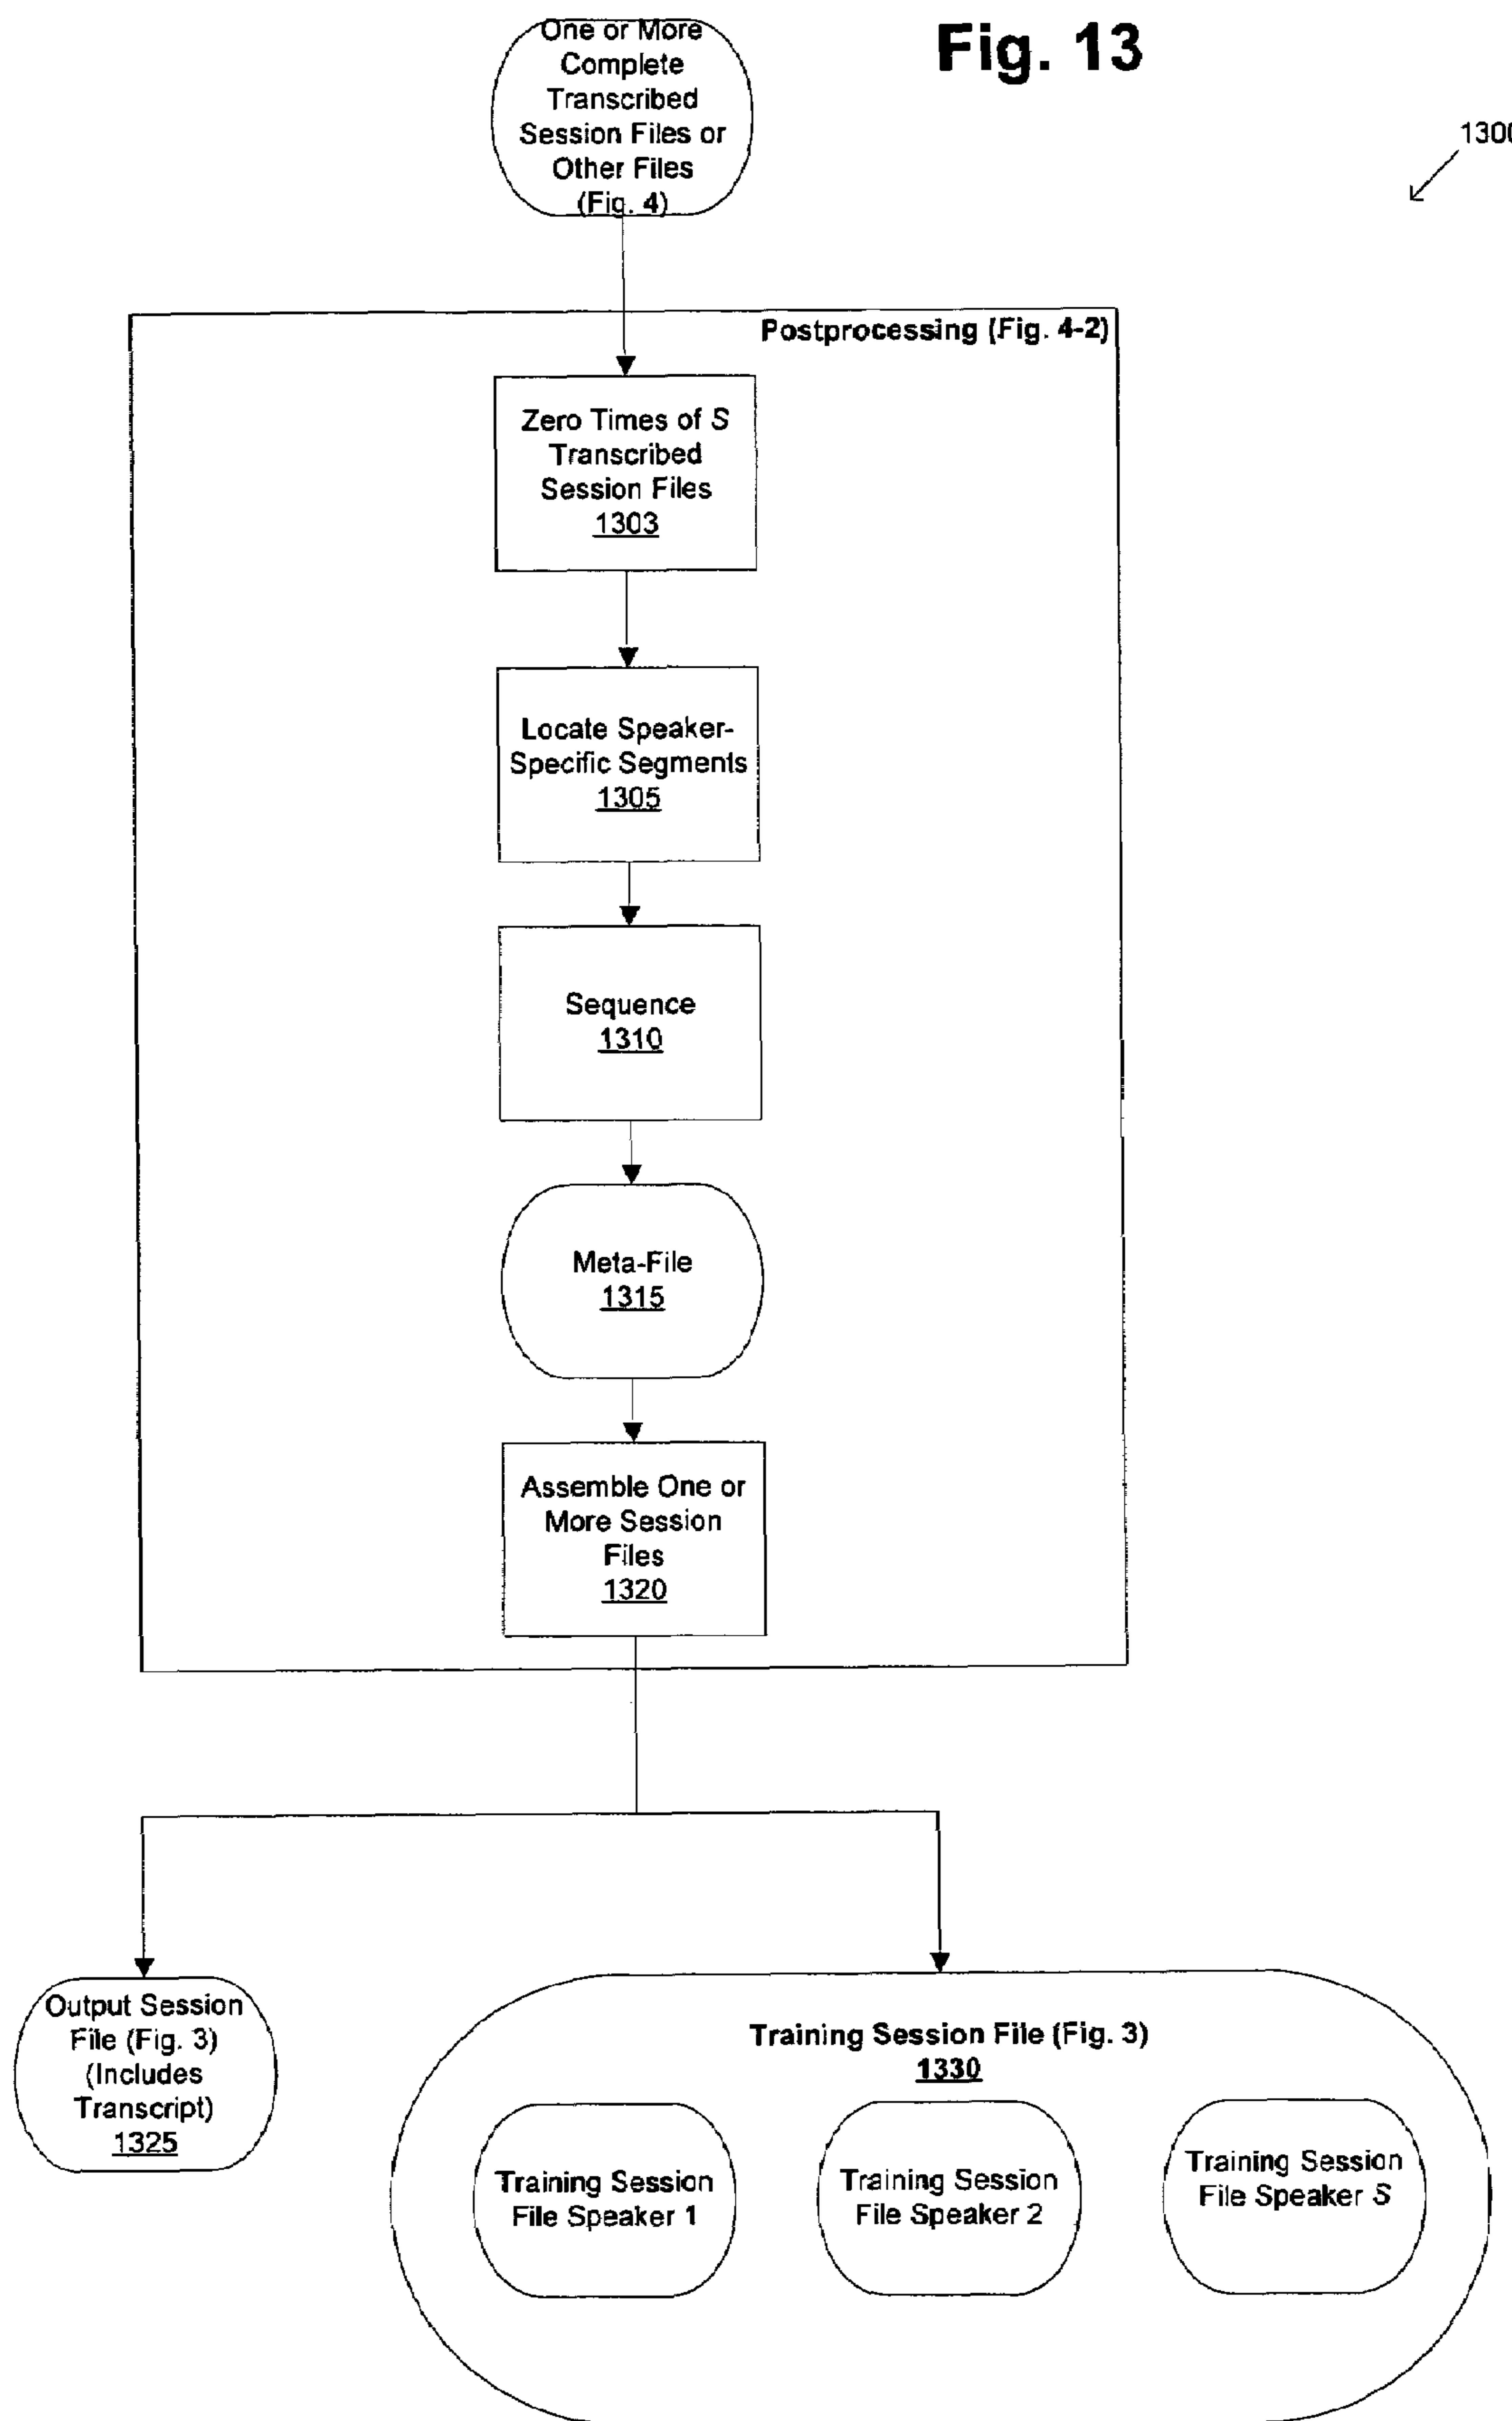 Fig. 13
One or More
Complete
Transcribed
Session Files or
Other Files
(Fig. 4)
1300
Postprocessing (Fig. 4-2)
Zero Times of S
Transcribed
Session Files
1303
Locate Speaker-
Specific Segments
1305
Sequence
1310
Meta-File
1315
Assemble One or
More Session
Files
1320
Output Session
File (Fig. 3)
(Includes
Transcript)
1325
Training Session File (Fig. 3)
1330
Training Session
File Speaker 1
Training Session
File Speaker 2
Training Session
File Speaker S